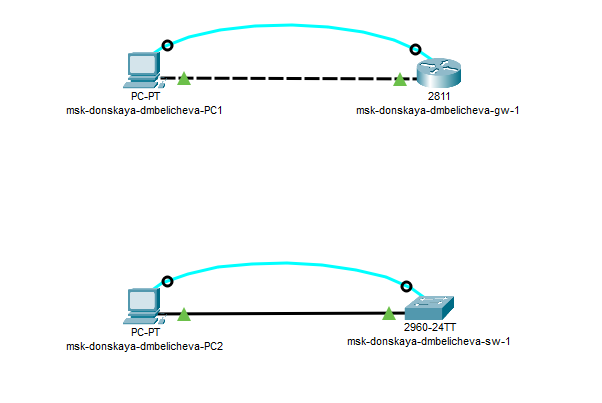 PC-PT
msk-donskaya-dmbelicheva-PC1
2811
msk-donskaya-dmbelicheva-gw-1
PC-PT
msk-donskaya-dmbelicheva-PC2
2960-24TT
msk-donskaya-dmbelicheva-sw-1